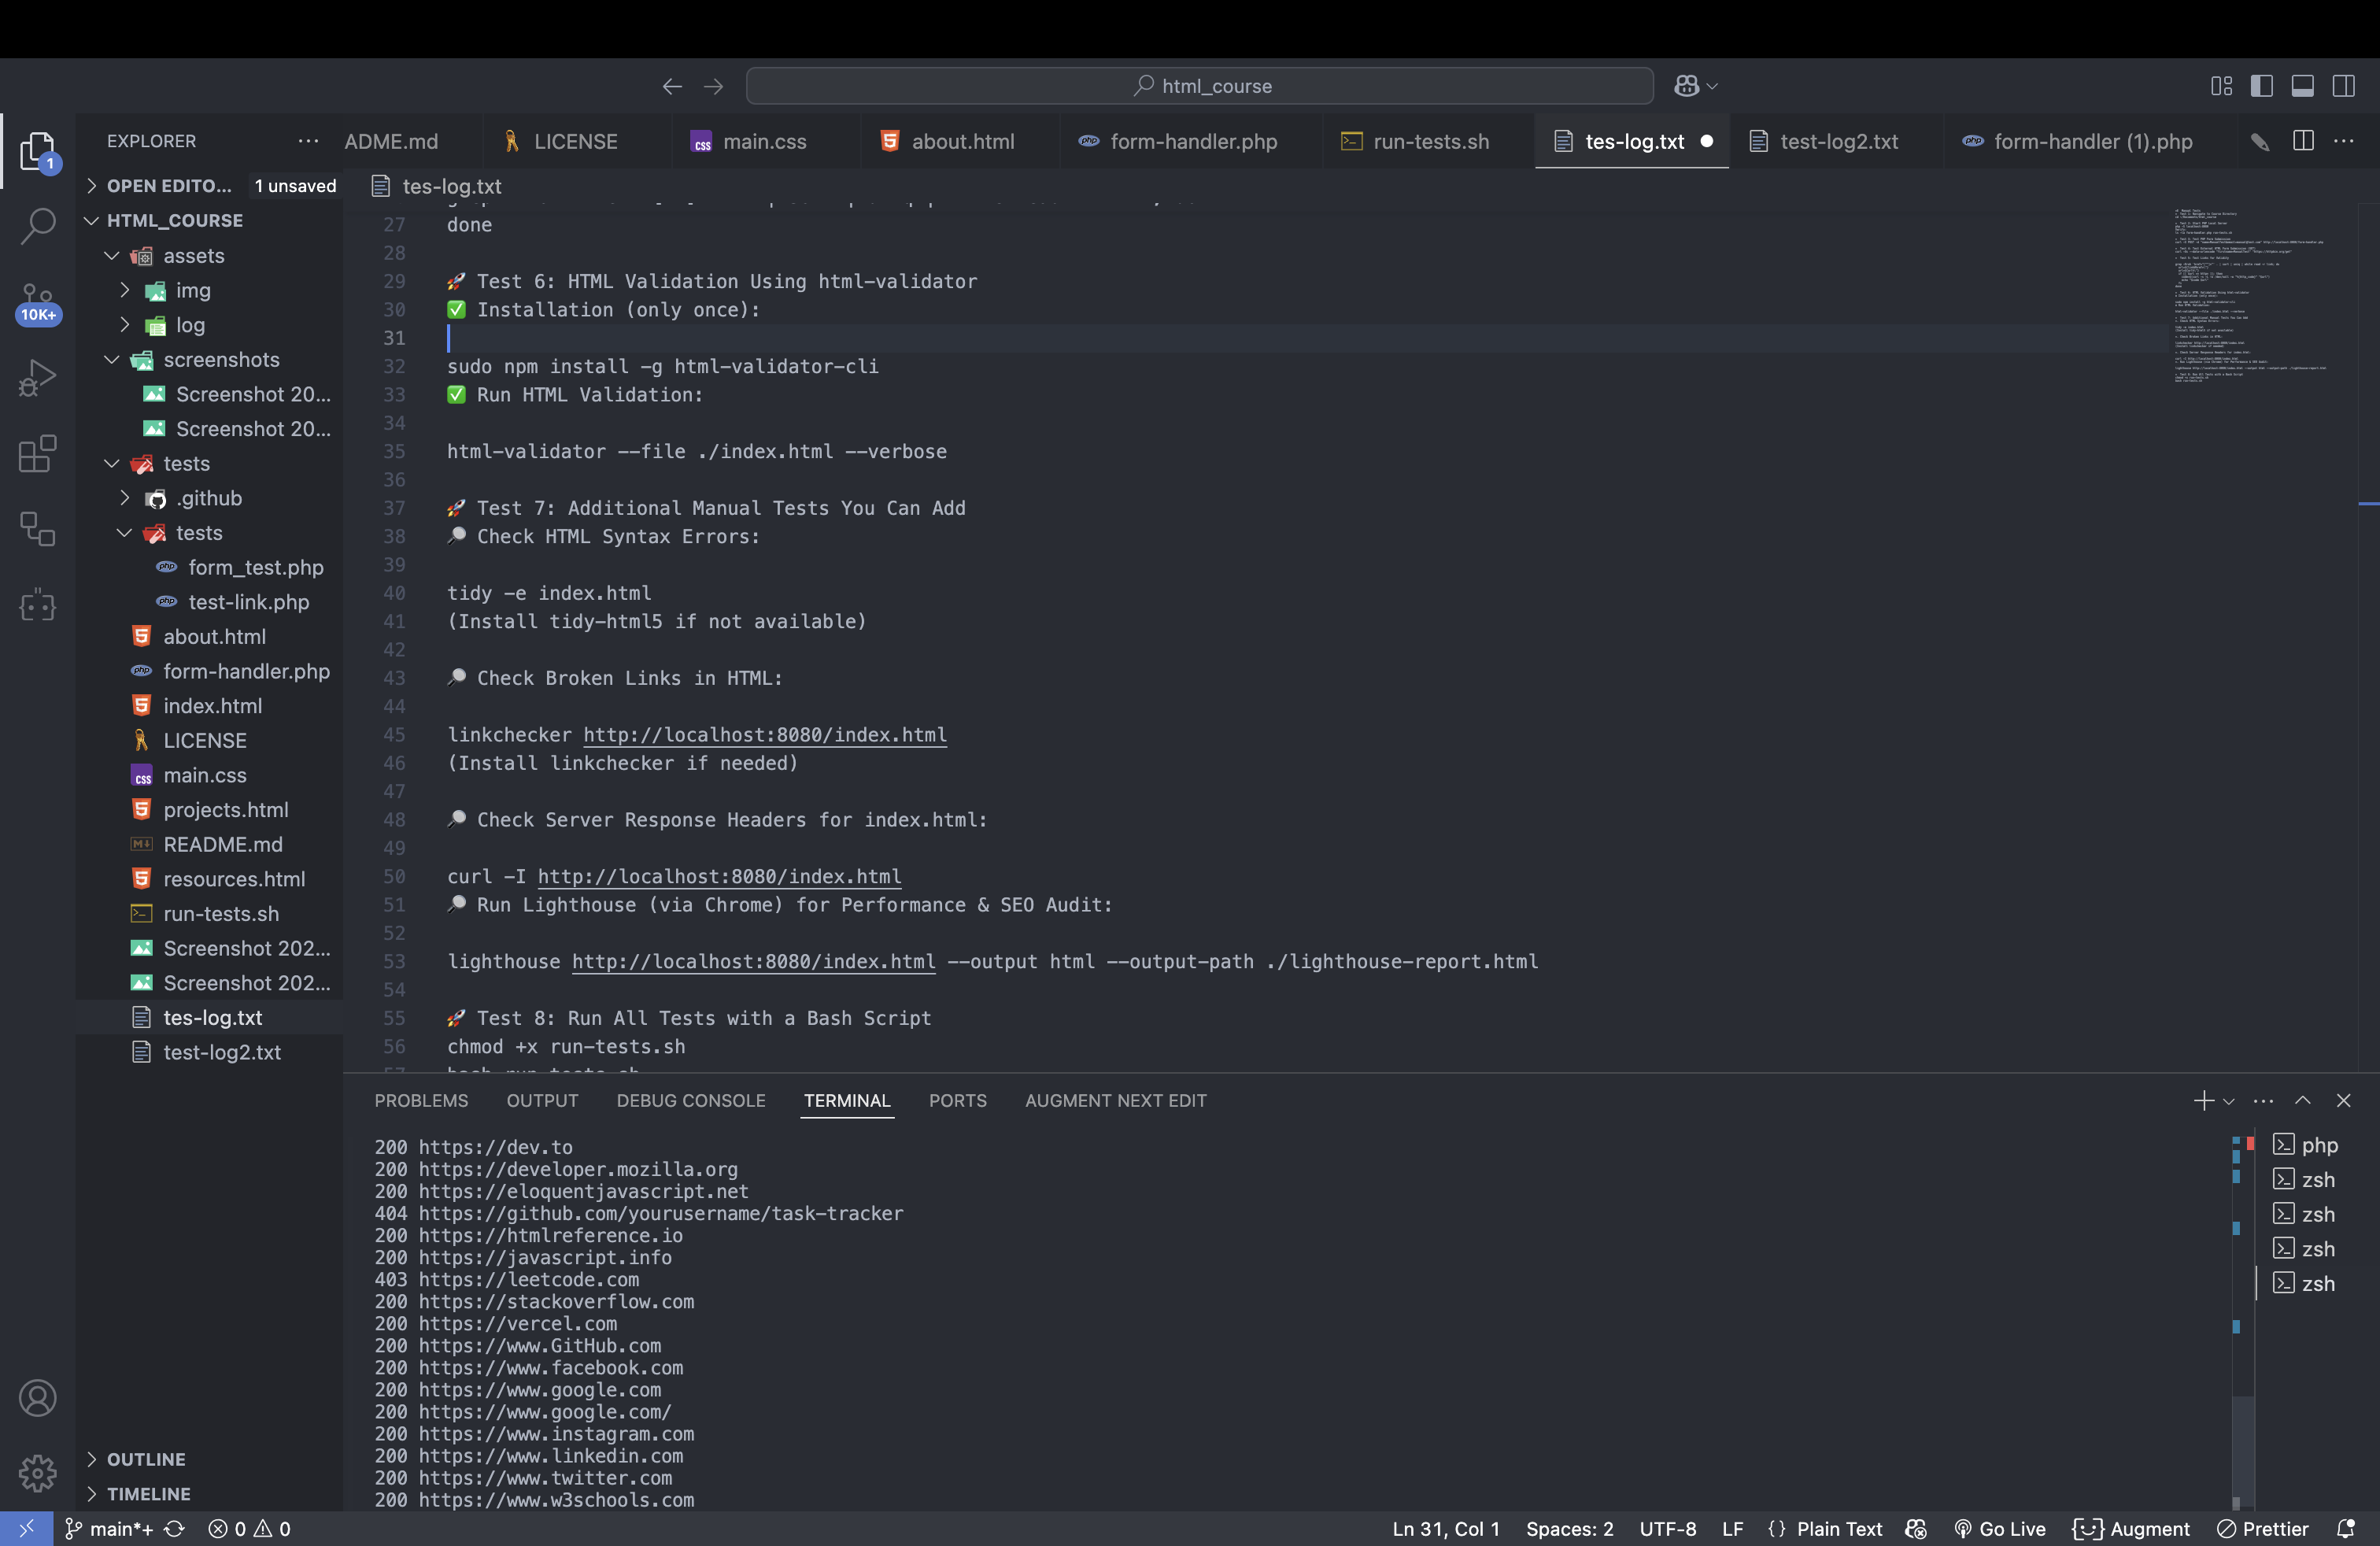 html_course
EXPLORER
ADME.md
LICENSE
main.css
about.html
form-handler.php
run-tests.sh
tes-log.txt
test-log2.txt
form-handler (1).php
1
OPEN EDITO...
1 unsaved
HTML_COURSE
assets
img
log
screenshots
Screenshot 20...
Screenshot 20...
tests
.github
tests
form_test.php
test-link.php
about.html
form-handler.php
index.html
LICENSE
main.css
projects.html
README.md
resources.html
run-tests.sh
Screenshot 202...
Screenshot 202...
tes-log.txt
test-log2.txt
OUTLINE
TIMELINE
10K+
tes-log.txt
27 done
28
29 🚀 Test 6: HTML Validation Using html-validator
30 ✅ Installation (only once):
31
32 sudo npm install -g html-validator-cli
33 ✅ Run HTML Validation:
34
35 html-validator --file ./index.html --verbose
36
37 🚀 Test 7: Additional Manual Tests You Can Add
38 🔎 Check HTML Syntax Errors:
39
40 tidy -e index.html
41 (Install tidy-html5 if not available)
42
43 🔎 Check Broken Links in HTML:
44
45 linkchecker http://localhost:8080/index.html
46 (Install linkchecker if needed)
47
48 🔎 Check Server Response Headers for index.html:
49
50 curl -I http://localhost:8080/index.html
51 🔎 Run Lighthouse (via Chrome) for Performance & SEO Audit:
52
53 lighthouse http://localhost:8080/index.html --output html --output-path ./lighthouse-report.html
54
55 🚀 Test 8: Run All Tests with a Bash Script
56 chmod +x run-tests.sh
57 bash run-tests.sh
PROBLEMS
OUTPUT
DEBUG CONSOLE
TERMINAL
PORTS
AUGMENT NEXT EDIT
200 https://dev.to
200 https://developer.mozilla.org
200 https://eloquentjavascript.net
404 https://github.com/yourusername/task-tracker
200 https://htmlreference.io
200 https://javascript.info
403 https://leetcode.com
200 https://stackoverflow.com
200 https://vercel.com
200 https://www.GitHub.com
200 https://www.facebook.com
200 https://www.google.com
200 https://www.google.com/
200 https://www.instagram.com
200 https://www.linkedin.com
200 https://www.twitter.com
200 https://www.w3schools.com
php
zsh
zsh
zsh
zsh
main*+
0
0
Ln 31, Col 1
Spaces: 2
UTF-8
LF
{} Plain Text
Go Live
Augment
Prettier